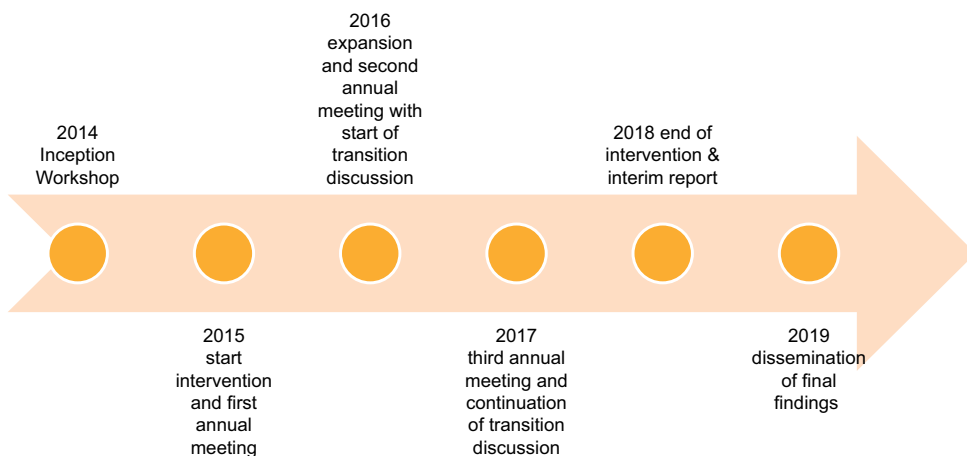 2014
Inception
Workshop
2015
start
intervention
and first
annual
meeting
2016
expansion
and second
annual
meeting with
start of
transition
discussion
2017
third annual
meeting and
continuation
of transition
discussion
2018 end of
intervention &
interim report
2019
dissemination
of final
findings